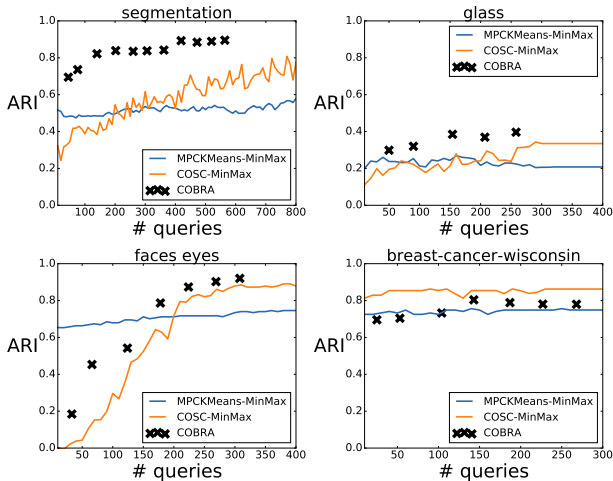 segmentation
1.0
0.8
0.6
0.4
0.2
0.0
ARI
MPCKMeans-MinMax
COSC-MinMax
COBRA
100 200 300 400 500 600 700 800
# queries
glass
1.0
0.8
0.6
0.4
0.2
0.0
ARI
MPCKMeans-MinMax
COSC-MinMax
COBRA
50 100 150 200 250 300 350 400
# queries
faces eyes
1.0
0.8
0.6
0.4
0.2
0.0
ARI
MPCKMeans-MinMax
COSC-MinMax
COBRA
50 100 150 200 250 300 350 400
# queries
breast-cancer-wisconsin
1.0
0.8
0.6
0.4
0.2
0.0
ARI
MPCKMeans-MinMax
COSC-MinMax
COBRA
50 100 150 200 250 300
# queries